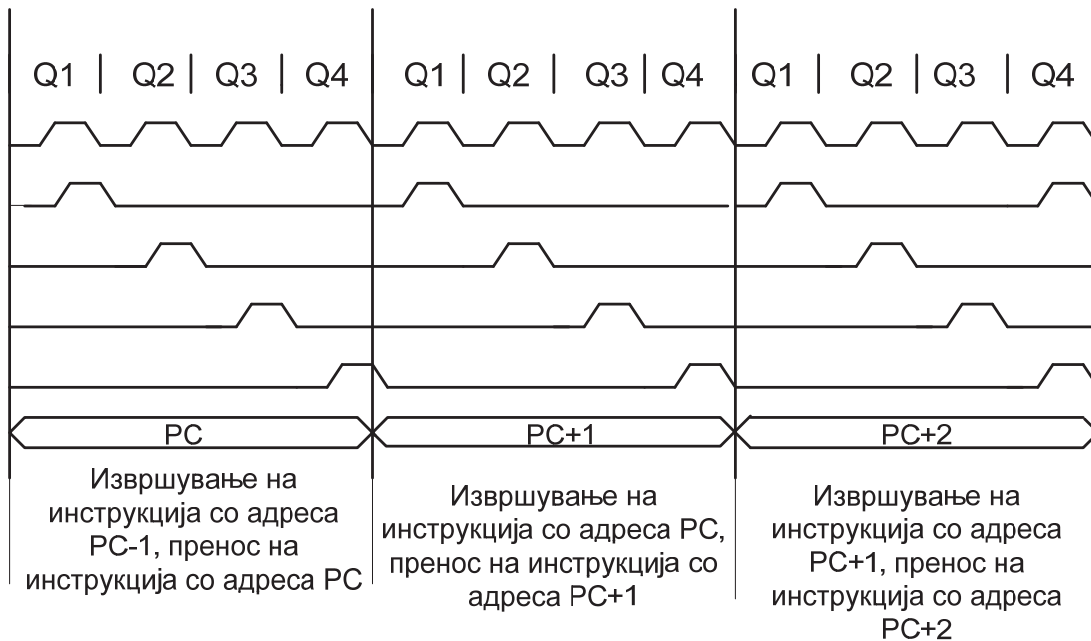 Q1 | Q2 | Q3 | Q4
Q1 | Q2 | Q3 | Q4
Q1 | Q2 | Q3 | Q4
PC
PC+1
PC+2
Извршување на
инструкција со адреса
PC-1, пренос на
инструкција со адреса PC
Извршување на
инструкција со адреса PC,
пренос на инструкција со
адреса PC+1
Извршување на
инструкција со адреса
PC+1, пренос на
инструкција со адреса
PC+2